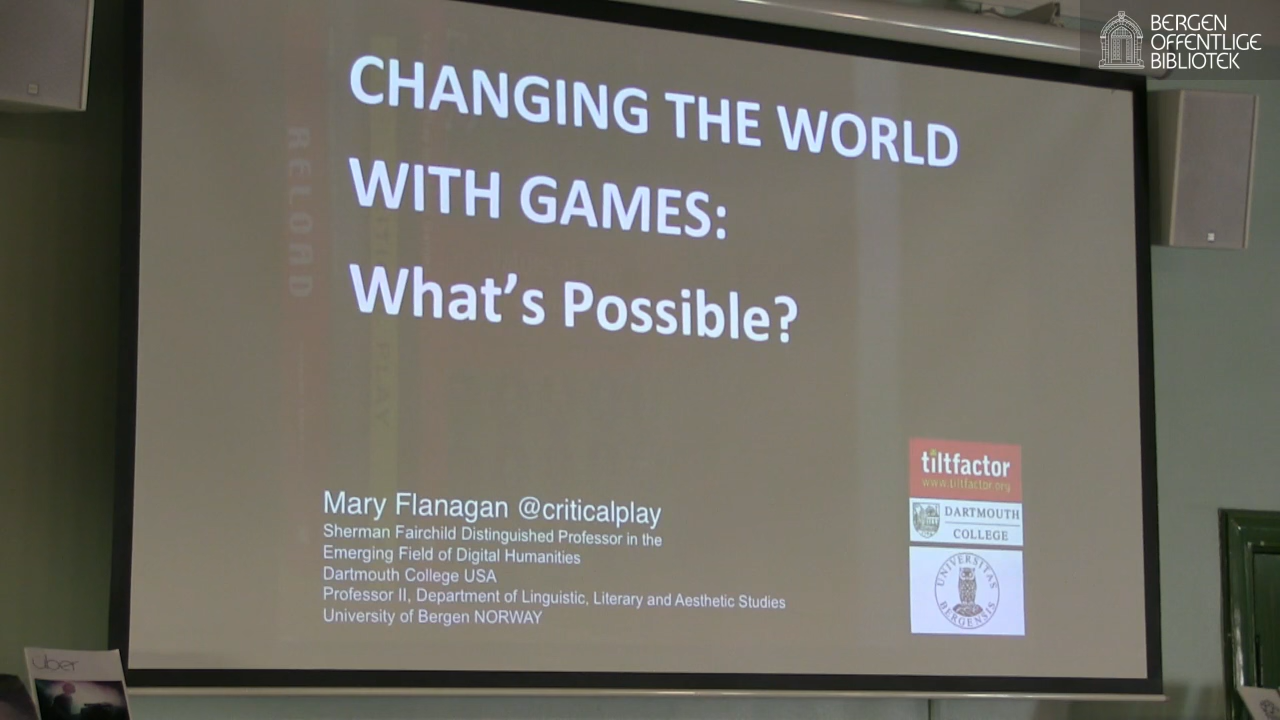 BERGEN
OFFENTLIGE
BIBLIOTEK
CHANGING THE WORLD
WITH GAMES:
What's Possible?
RELOAD
Mary Flanagan @criticalplay
Sherman Fairchild Distinguished Professor in the
Emerging Field of Digital Humanities
Dartmouth College USA
Professor II, Department of Linguistic, Literary and Aesthetic Studies
University of Bergen NORWAY
tiltfactor
www.tiltfactor.org
DARTMOUTH
COLLEGE
UNIVERSITAS
BERGENSIS
uber